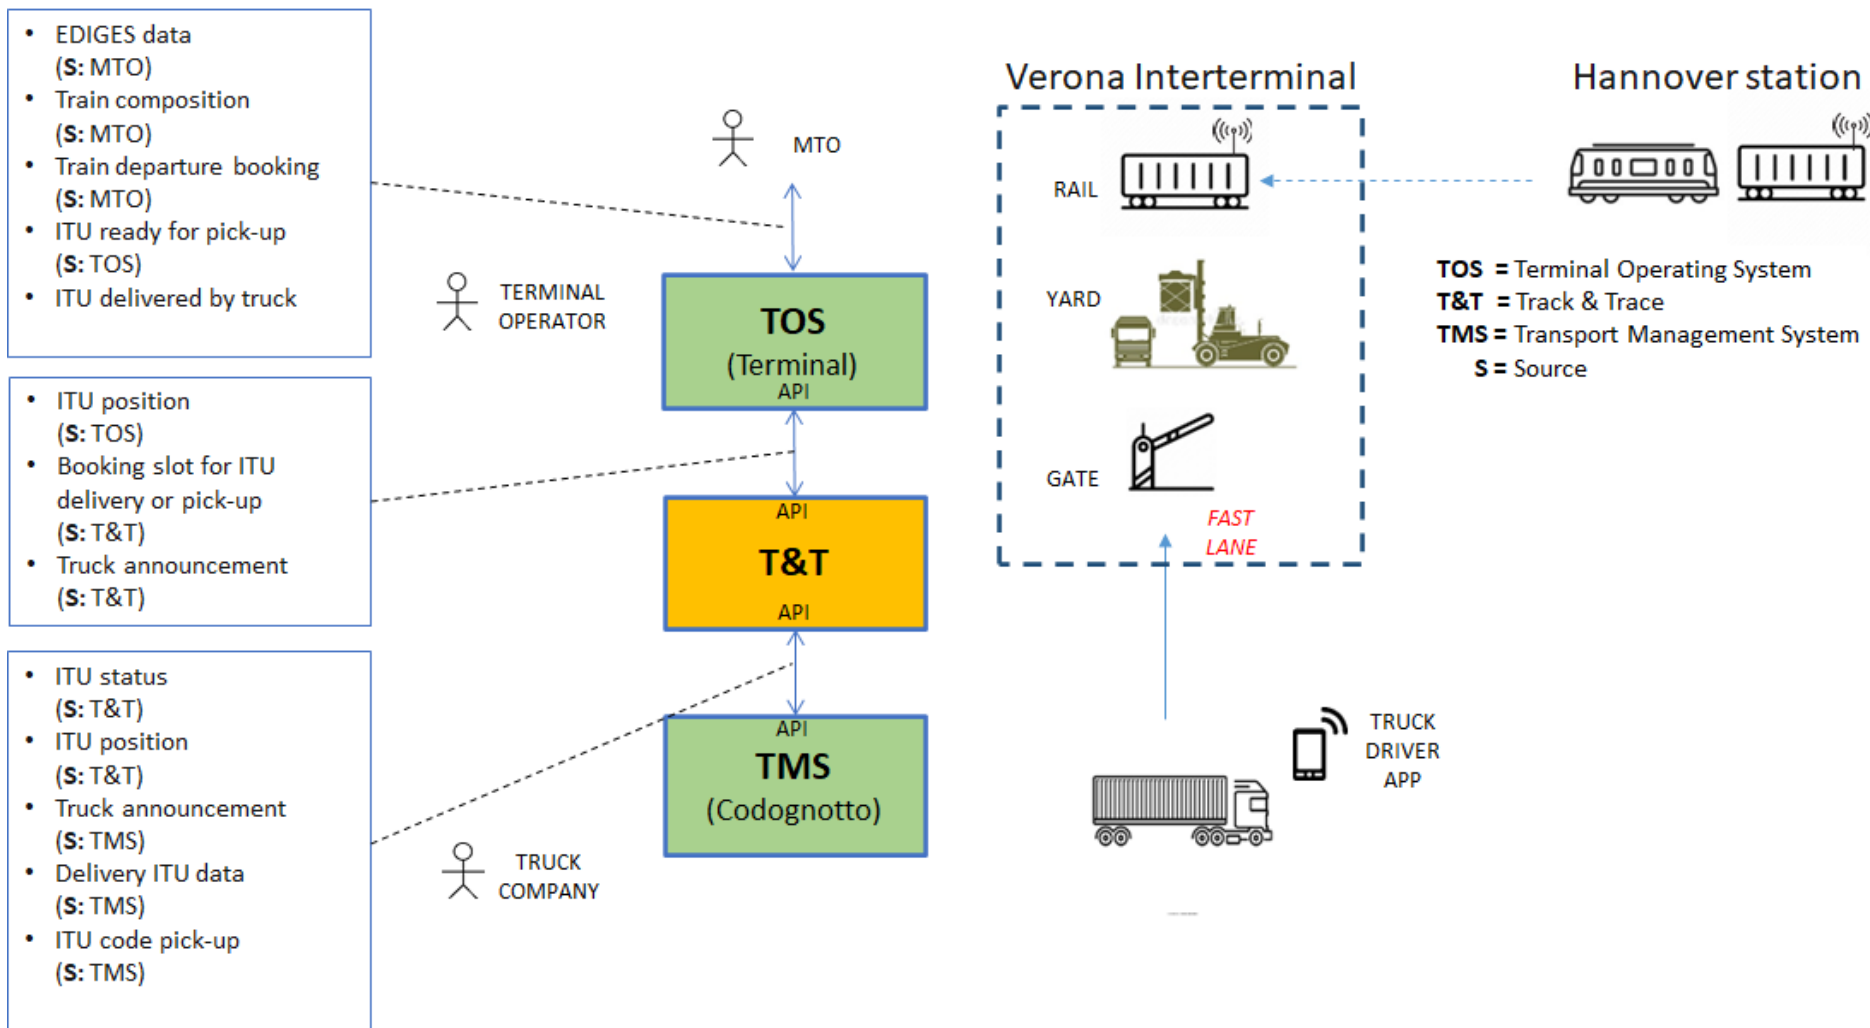 • EDIGES data
(S: MTO)
• Train composition
(S: MTO)
• Train departure booking
(S: MTO)
• ITU ready for pick-up
(S: TOS)
• ITU delivered by truck
• ITU position
(S: TOS)
• Booking slot for ITU
delivery or pick-up
(S: T&T)
• Truck announcement
(S: T&T)
• ITU status
(S: T&T)
• ITU position
(S: T&T)
• Truck announcement
(S: TMS)
• Delivery ITU data
(S: TMS)
• ITU code pick-up
(S: TMS)
MTO
TERMINAL
OPERATOR
TOS
(Terminal)
API
API
T&T
API
API
TMS
(Codognotto)
TRUCK
COMPANY
Verona Interterminal
RAIL
YARD
GATE
FAST
LANE
TRUCK
DRIVER
APP
Hannover station
TOS = Terminal Operating System
T&T = Track & Trace
TMS = Transport Management System
S = Source